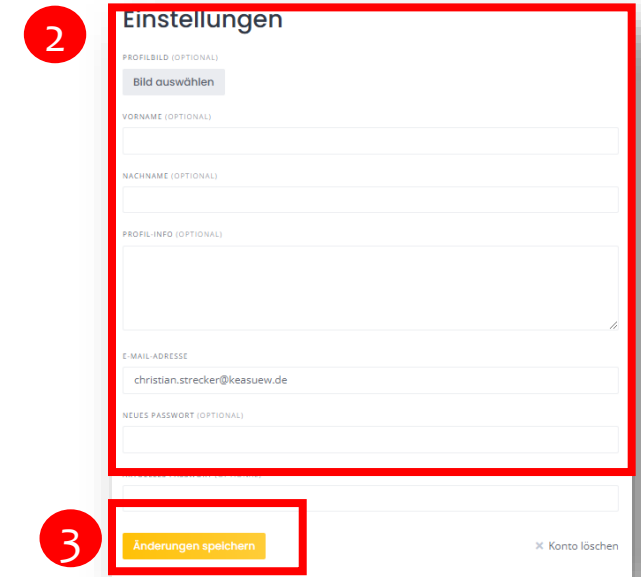 2
Einstellungen
PROFILBILD (OPTIONAL)
Bild auswählen
VORNAME (OPTIONAL)
NACHNAME (OPTIONAL)
PROFIL-INFO (OPTIONAL)
E-MAIL-ADRESSE
christian.strecker@keasuew.de
NEUES PASSWORT (OPTIONAL)
3
Änderungen speichern
× Konto löschen